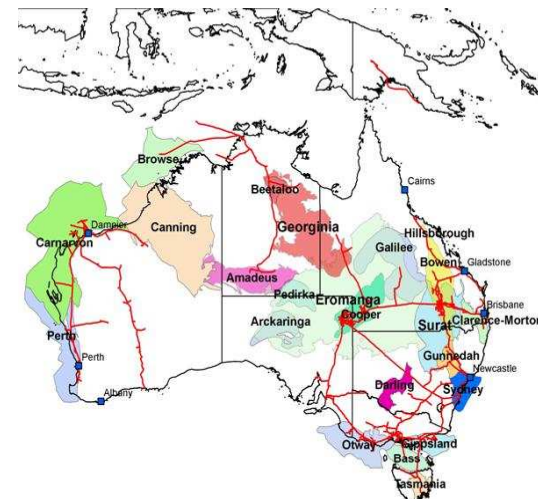 Browse
Cairns
Beetaloo
Canning
Georginia
Dampier
Hillsborough
Carnarvon
Galilee
Bowen
Gladstone
Amadeus
Pedirka
Eromanga
Cooper
Brisbane
Arckaringa
Surat
Clarence-Morton
Perth
Gunnedah
Perth
Newcastle
Darling
Sydney
Albany
Otway
Gippsland
Bass
Tasmania